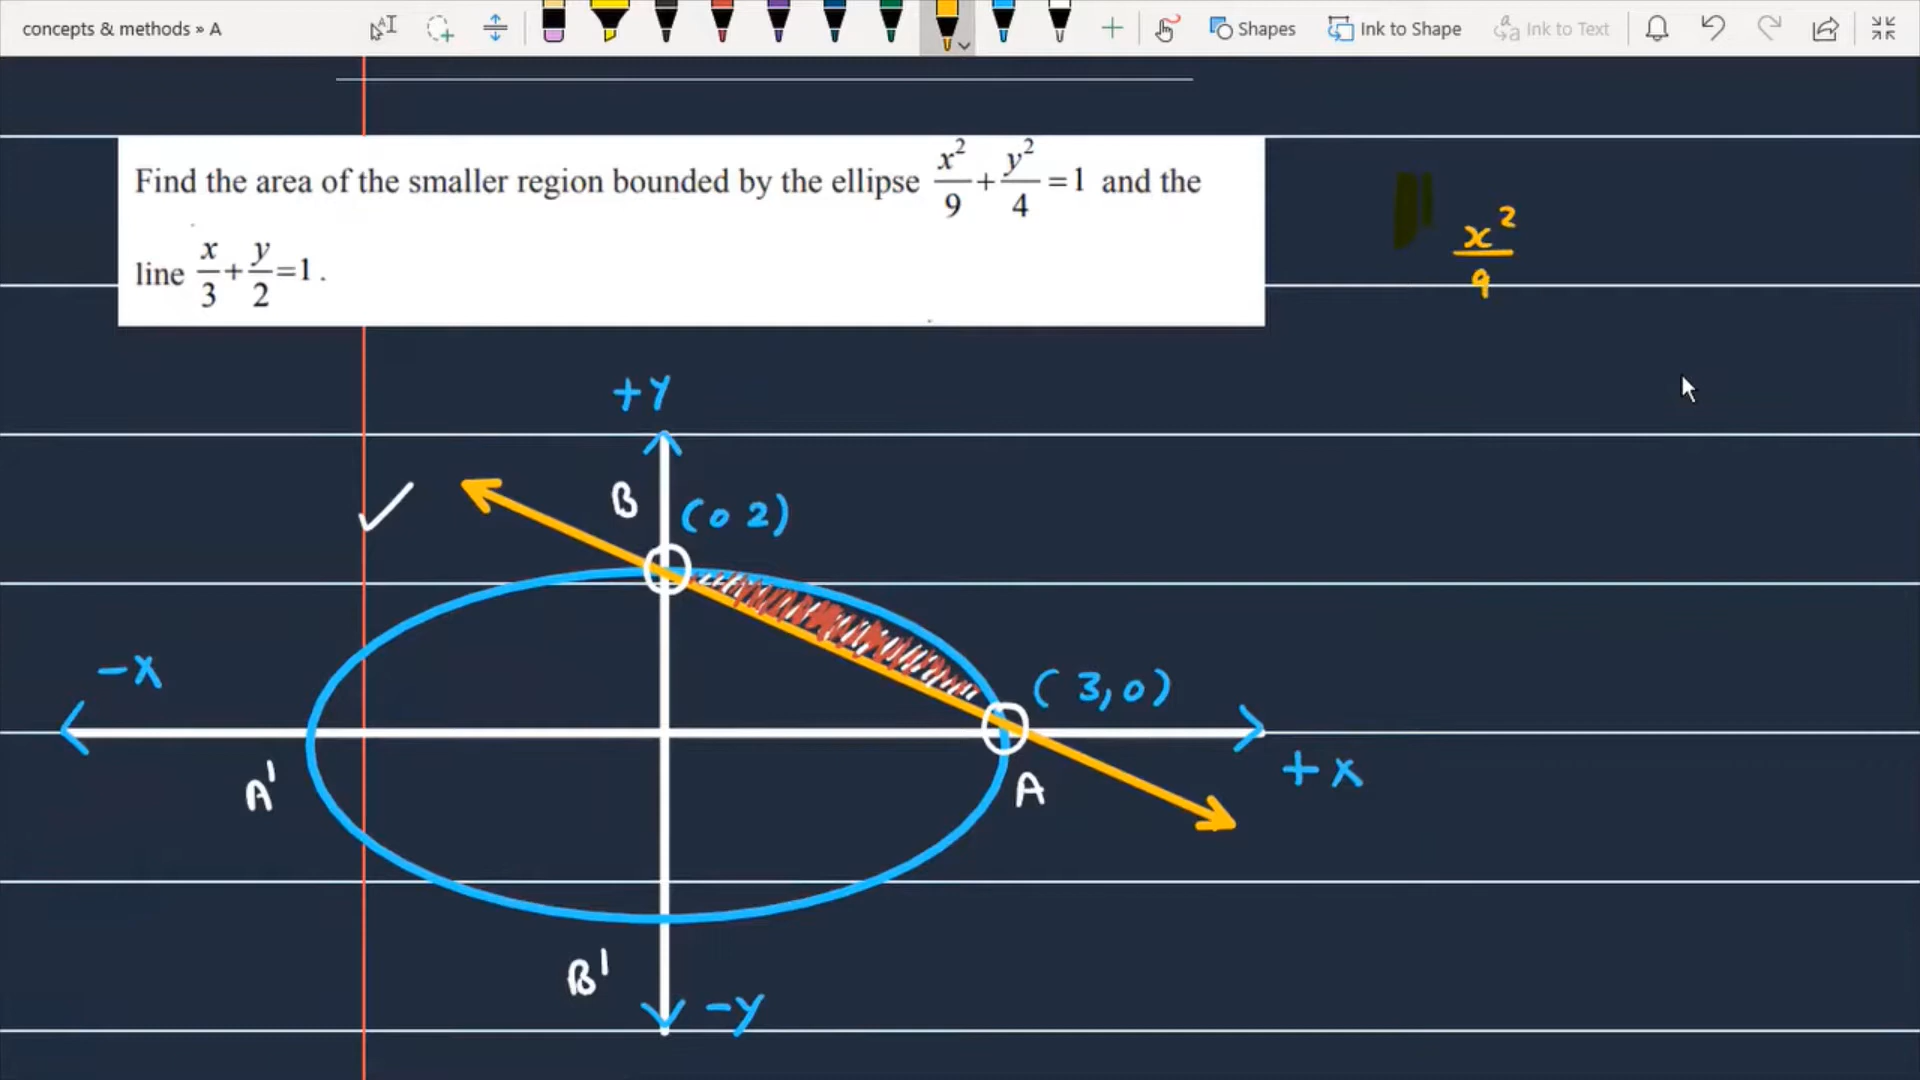 concepts & methods » A
Shapes
Ink to Shape
Ink to Text
Find the area of the smaller region bounded by the ellipse x²/9 + y²/4 = 1 and the
line x/3 + y/2 = 1 .
x²/9
+Y
B
(0 2)
-X
(3,0)
A'
A
+X
B'
-Y